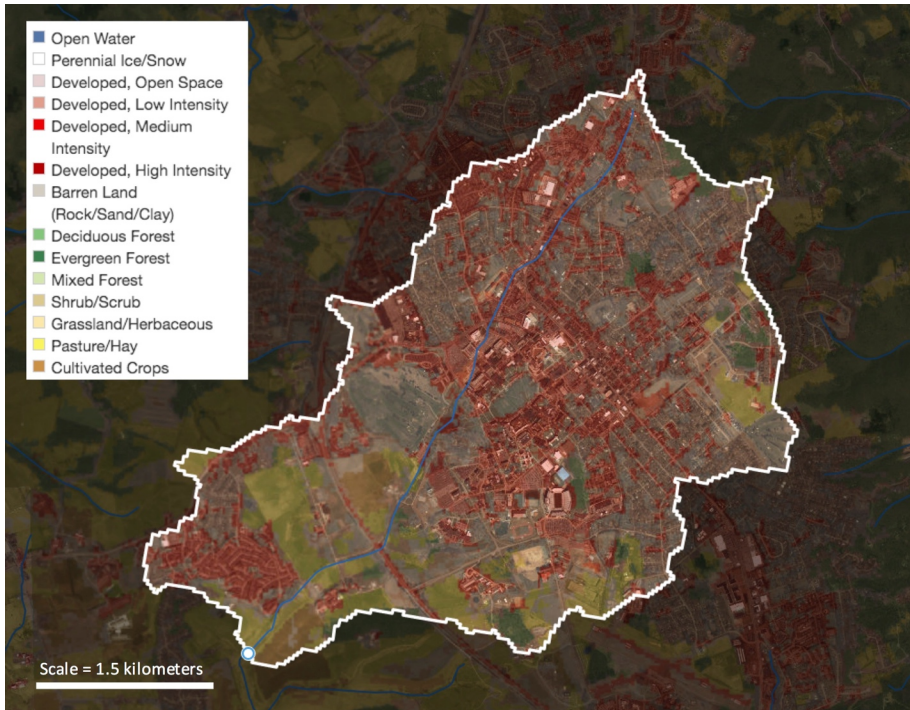 Open Water
Perennial Ice/Snow
Developed, Open Space
Developed, Low Intensity
Developed, Medium
Intensity
Developed, High Intensity
Barren Land
(Rock/Sand/Clay)
Deciduous Forest
Evergreen Forest
Mixed Forest
Shrub/Scrub
Grassland/Herbaceous
Pasture/Hay
Cultivated Crops
Scale = 1.5 kilometers